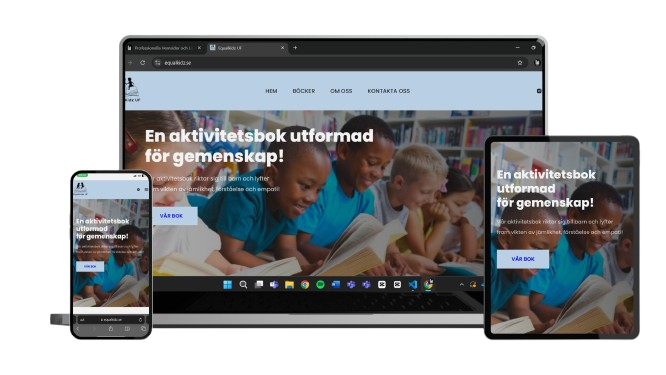 Professionella hemsidor och c
EqualKidz UF
equalkidz.se
HEM BÖCKER OM OSS KONTAKTA OSS
En aktivitetsbok utformad
för gemenskap!
r aktivitetsbok riktar sig till barn och lyfter
fram vikten av jämlikhet, förståelse och empati!
VÅR BOK
En aktivitetsbok
utformad
för gemenskap!
Vår aktivitetsbok riktar sig till barn och lyfter
fram vikten av jämlikhet, förståelse och empati!
VÅR BOK
En aktivitetsbok
utformad
för gemenskap!
VÅR BOK
equalkidz.se